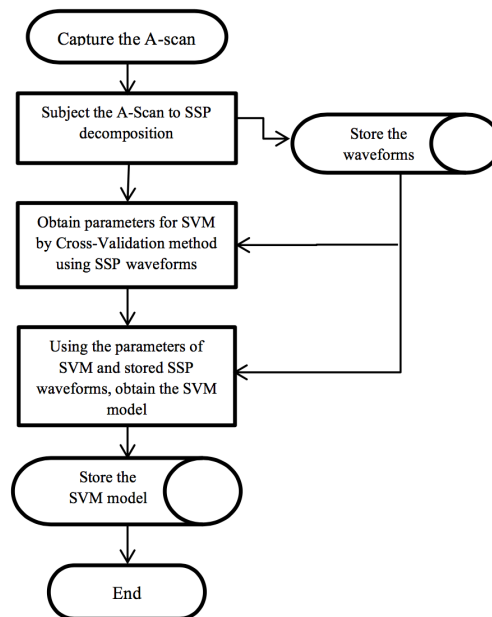 Capture the A-scan
Subject the A-Scan to SSP
decomposition
Store the
waveforms
Obtain parameters for SVM
by Cross-Validation method
using SSP waveforms
Using the parameters of
SVM and stored SSP
waveforms, obtain the SVM
model
Store the
SVM model
End